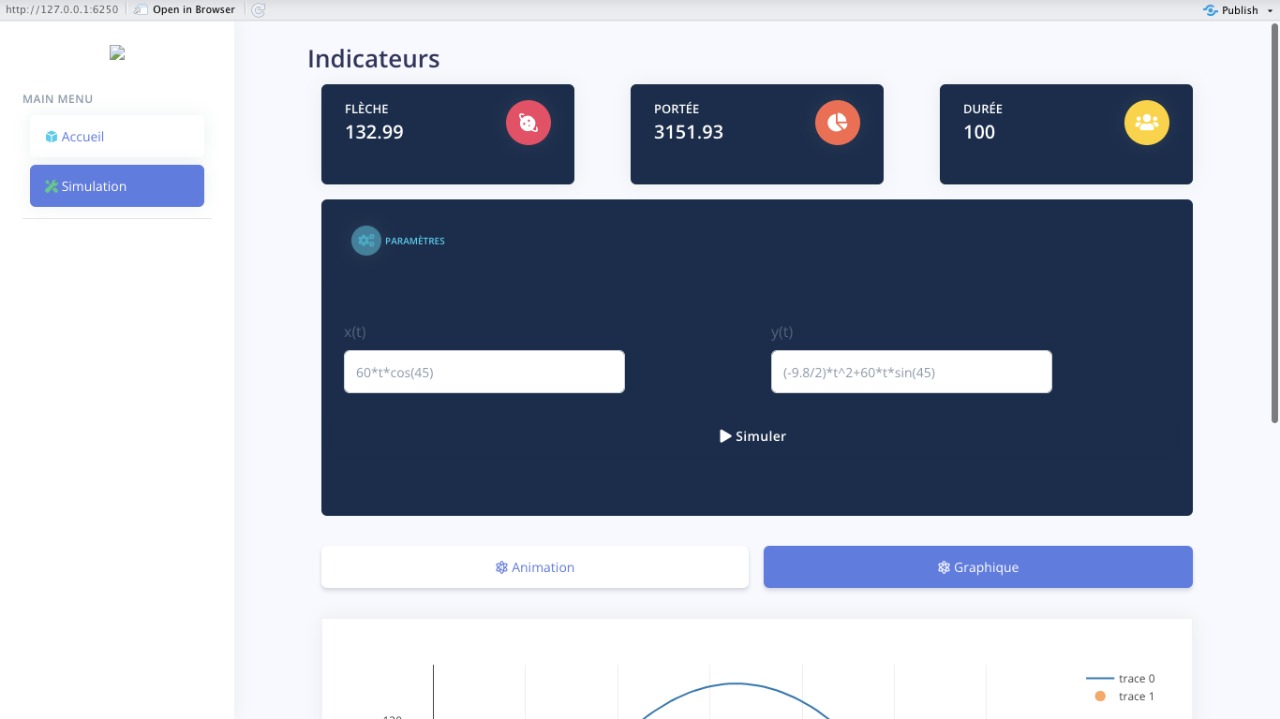 http://127.0.0.1:6250 Open in Browser Publish
Indicateurs
MAIN MENU
Accueil
Simulation
FLÈCHE
132.99
PORTÉE
3151.93
DURÉE
100
PARAMÈTRES
x(t)
60*t*cos(45)
y(t)
(-9.8/2)*t^2+60*t*sin(45)
Simuler
Animation
Graphique
trace 0
trace 1